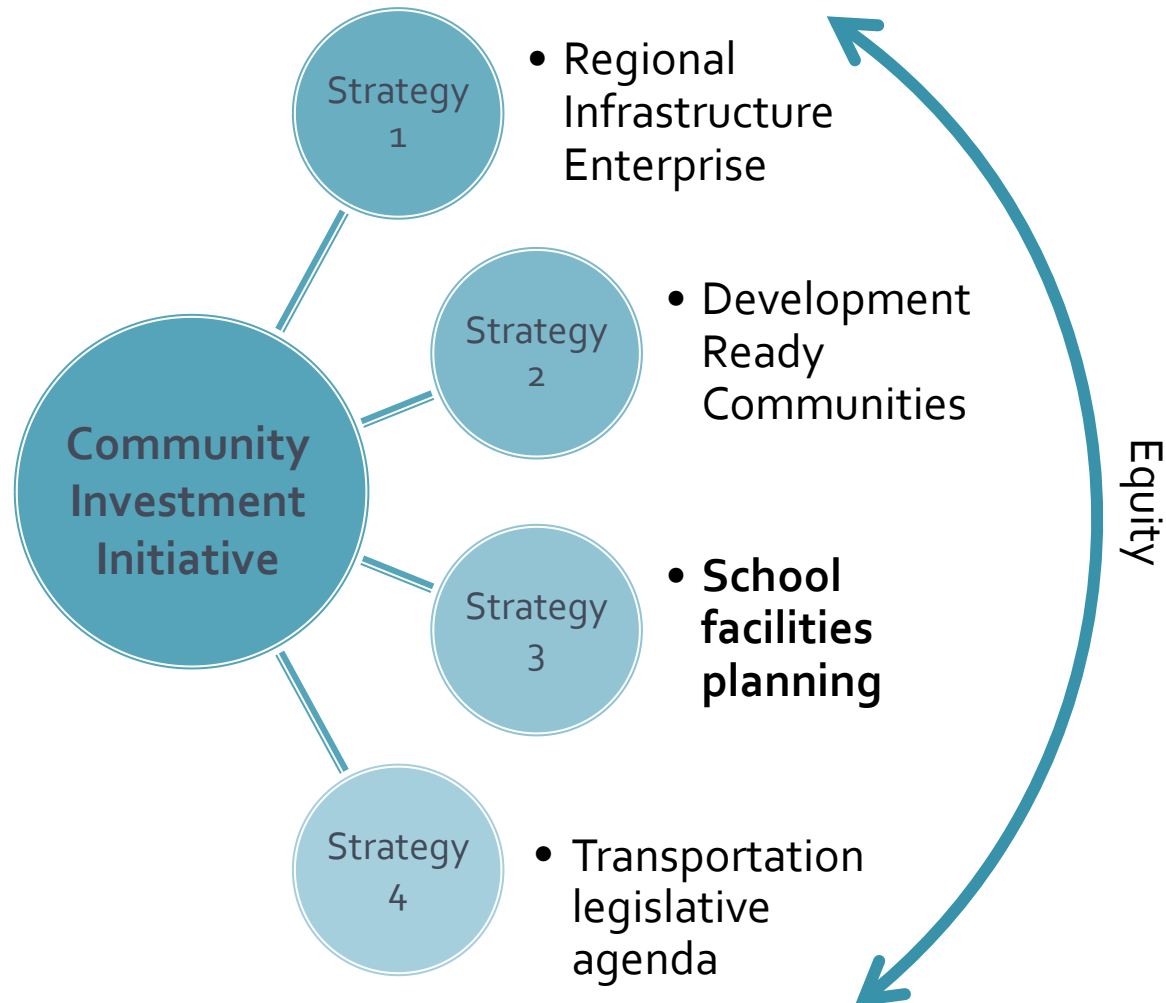 Strategy
1
• Regional
Infrastructure
Enterprise
Strategy
2
• Development
Ready
Communities
Community
Investment
Initiative
Strategy
3
• School
facilities
planning
Strategy
4
• Transportation
legislative
agenda
Equity